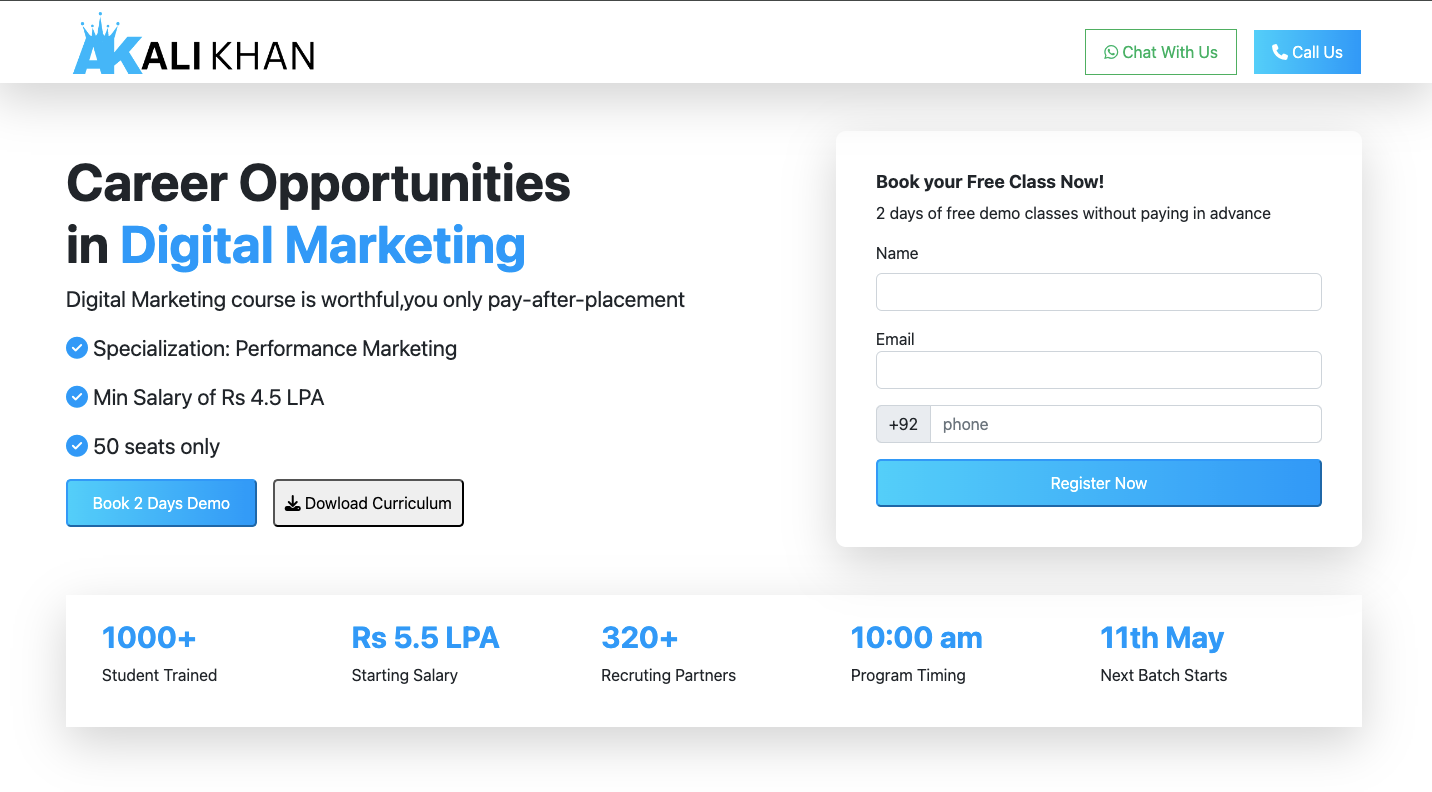 AKALI KHAN
Chat With Us
Call Us
Career Opportunities
in Digital Marketing
Digital Marketing course is worthful,you only pay-after-placement
Specialization: Performance Marketing
Min Salary of Rs 4.5 LPA
50 seats only
Book 2 Days Demo
Dowload Curriculum
Book your Free Class Now!
2 days of free demo classes without paying in advance
Name
Email
+92 phone
Register Now
1000+
Student Trained
Rs 5.5 LPA
Starting Salary
320+
Recruting Partners
10:00 am
Program Timing
11th May
Next Batch Starts